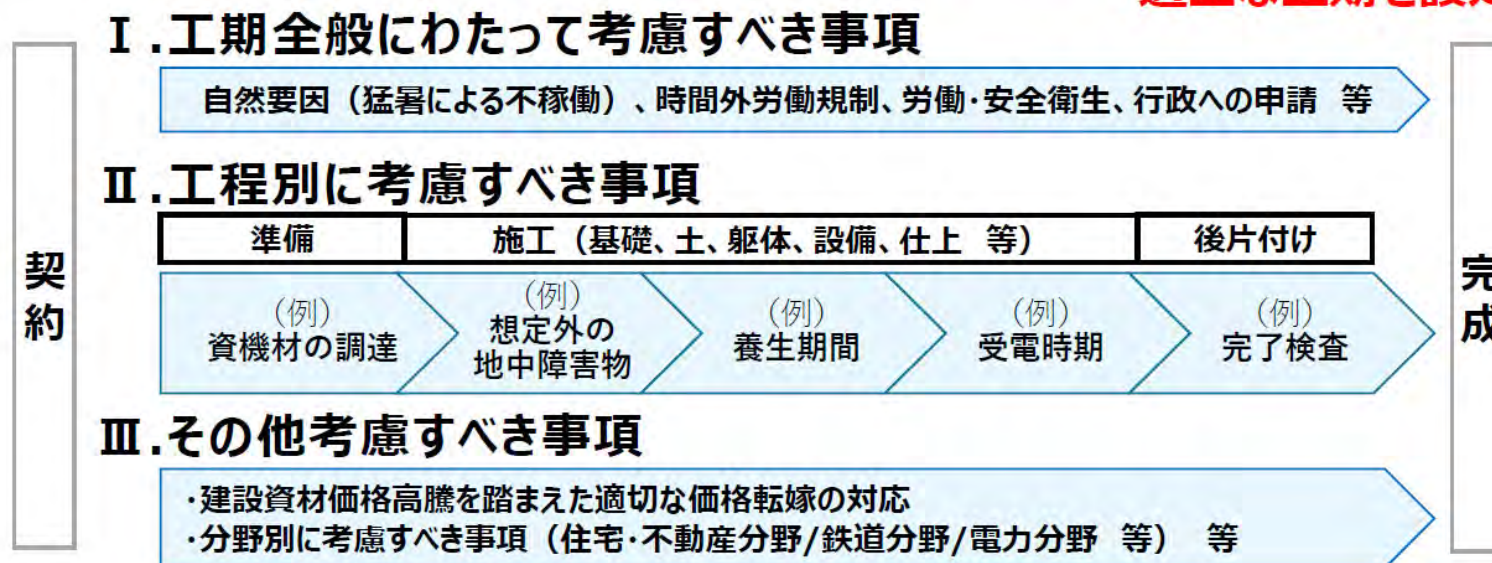 Ⅰ.工期全般にわたって考慮すべき事項
自然要因（猛暑による不稼働）、時間外労働規制、労働・安全衛生、行政への申請 等
Ⅱ.工程別に考慮すべき事項
準備
施工（基礎、土、躯体、設備、仕上 等）
後片付け
契
約
（例）
資機材の調達
（例）
想定外の
地中障害物
（例）
養生期間
（例）
受電時期
（例）
完了検査
完
成
Ⅲ.その他考慮すべき事項
・建設資材価格高騰を踏まえた適切な価格転嫁の対応
・分野別に考慮すべき事項（住宅・不動産分野/鉄道分野/電力分野 等） 等